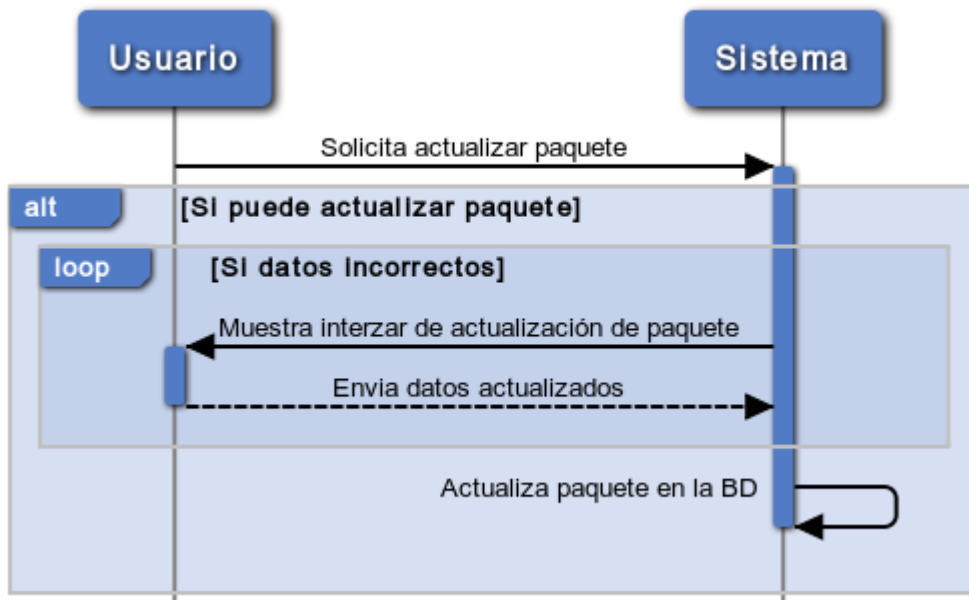 Usuario
Sistema
Solicita actualizar paquete
alt
[Si puede actualizar paquete]
loop
[Si datos incorrectos]
Muestra interzar de actualización de paquete
Envia datos actualizados
Actualiza paquete en la BD